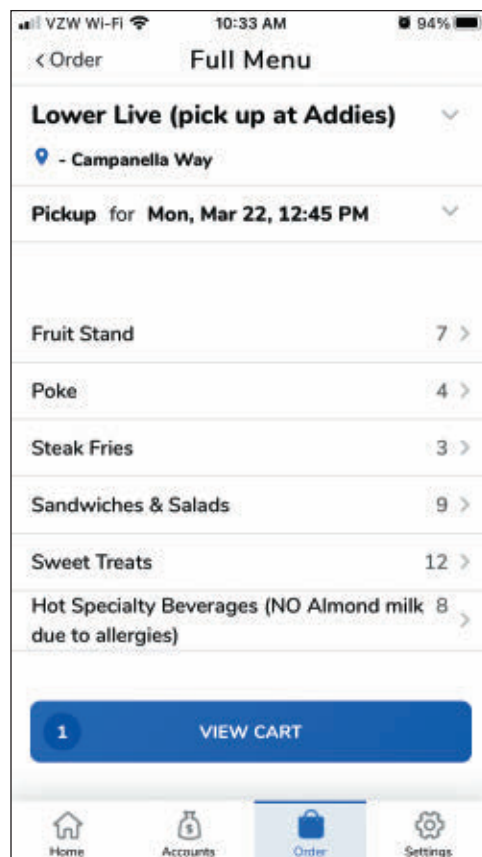 VZW Wi-Fi 10:33 AM 94%
< Order Full Menu
Lower Live (pick up at Addies)
- Campanella Way
Pickup for Mon, Mar 22, 12:45 PM
Fruit Stand 7 >
Poke 4 >
Steak Fries 3 >
Sandwiches & Salads 9 >
Sweet Treats 12 >
Hot Specialty Beverages (NO Almond milk 8 >
due to allergies)
1 VIEW CART
Home Accounts Order Settings